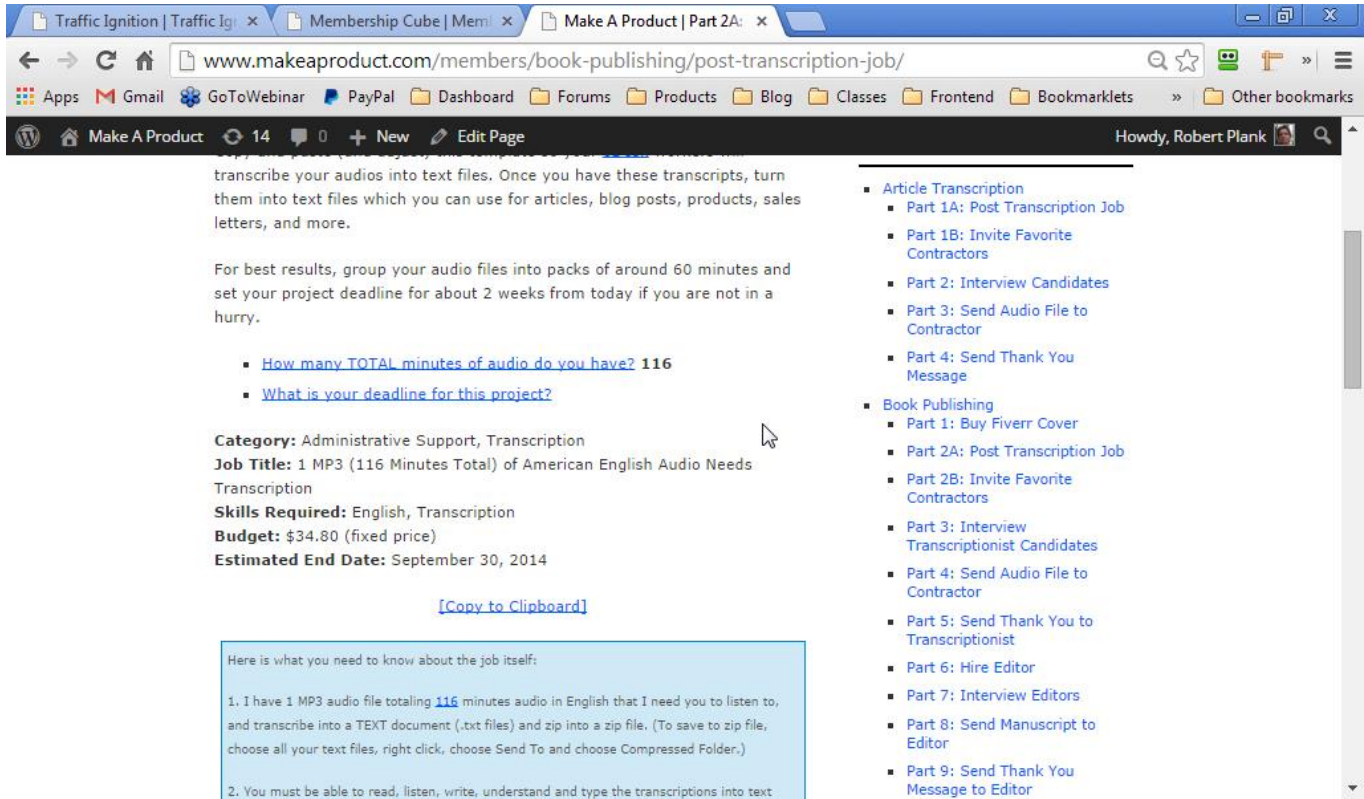 Traffic Ignition | Traffic Ig
Membership Cube | Mem
Make A Product | Part 2A:
www.makeaproduct.com/members/book-publishing/post-transcription-job/
Apps Gmail GoToWebinar PayPal Dashboard Forums Products Blog Classes Frontend Bookmarklets » Other bookmarks
Make A Product 14 0 + New Edit Page Howdy, Robert Plank
transcribe your audios into text files. Once you have these transcripts, turn
them into text files which you can use for articles, blog posts, products, sales
letters, and more.
For best results, group your audio files into packs of around 60 minutes and
set your project deadline for about 2 weeks from today if you are not in a
hurry.
How many TOTAL minutes of audio do you have? 116
What is your deadline for this project?
Category: Administrative Support, Transcription
Job Title: 1 MP3 (116 Minutes Total) of American English Audio Needs
Transcription
Skills Required: English, Transcription
Budget: $34.80 (fixed price)
Estimated End Date: September 30, 2014
[Copy to Clipboard]
Here is what you need to know about the job itself:
1. I have 1 MP3 audio file totaling 116 minutes audio in English that I need you to listen to,
and transcribe into a TEXT document (.txt files) and zip into a zip file. (To save to zip file,
choose all your text files, right click, choose Send To and choose Compressed Folder.)
2. You must be able to read, listen, write, understand and type the transcriptions into text
Article Transcription
Part 1A: Post Transcription Job
Part 1B: Invite Favorite
Contractors
Part 2: Interview Candidates
Part 3: Send Audio File to
Contractor
Part 4: Send Thank You
Message
Book Publishing
Part 1: Buy Fiverr Cover
Part 2A: Post Transcription Job
Part 2B: Invite Favorite
Contractors
Part 3: Interview
Transcriptionist Candidates
Part 4: Send Audio File to
Contractor
Part 5: Send Thank You to
Transcriptionist
Part 6: Hire Editor
Part 7: Interview Editors
Part 8: Send Manuscript to
Editor
Part 9: Send Thank You
Message to Editor